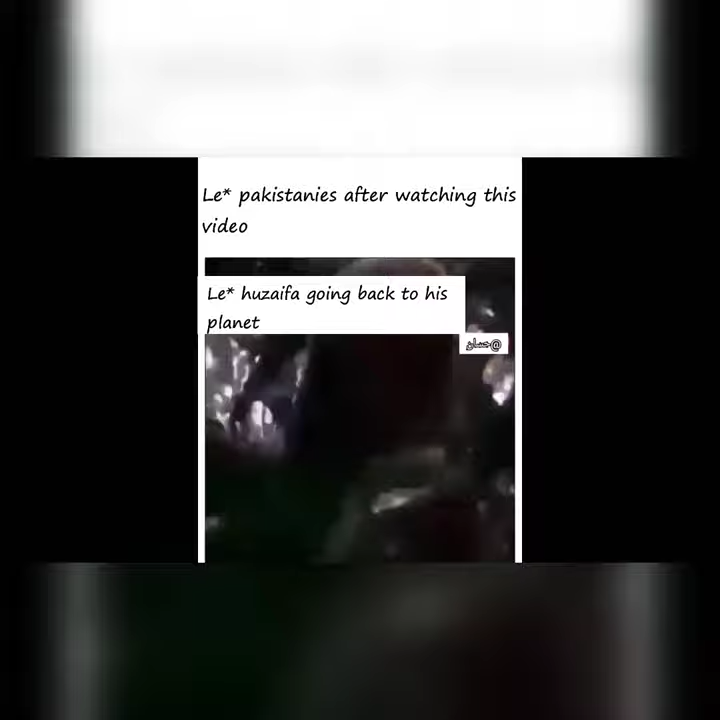 Le* pakistanies after watching this
video
Le* huzaifa going back to his
planet